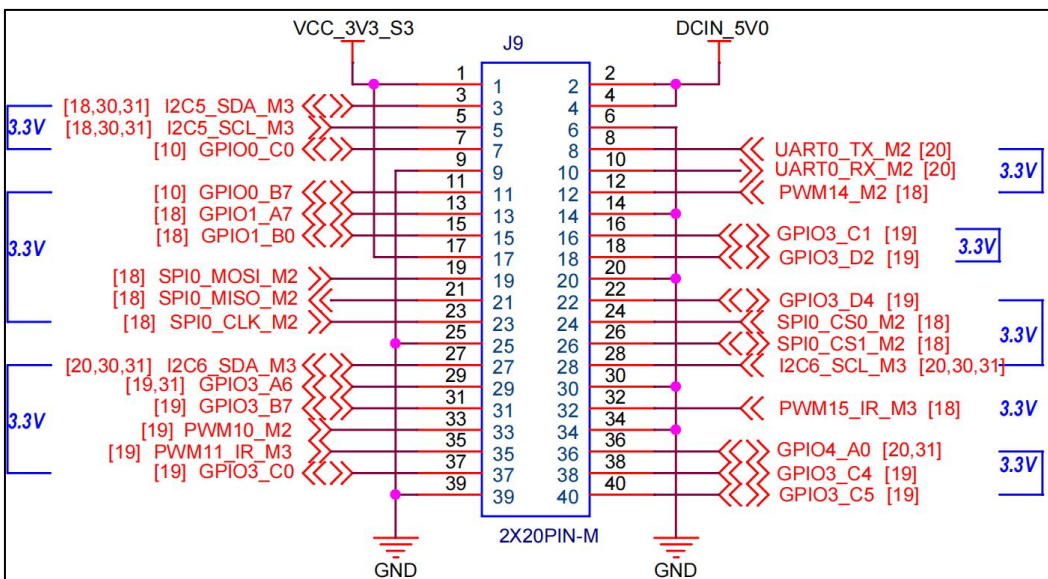 VCC_3V3_S3 DCIN_5V0
J9
1 1 2 2
[18,30,31] I2C5_SDA_M3 3 3 4 4
3.3V [18,30,31] I2C5_SCL_M3 5 5 6 6
[10] GPIO0_C0 7 7 8 8 UART0_TX_M2 [20]
9 9 10 10 UART0_RX_M2 [20] 3.3V
[10] GPIO0_B7 11 11 12 12 PWM14_M2 [18]
[18] GPIO1_A7 13 13 14 14
[18] GPIO1_B0 15 15 16 16 GPIO3_C1 [19]
3.3V 17 17 18 18 GPIO3_D2 [19] 3.3V
[18] SPI0_MOSI_M2 19 19 20 20
[18] SPI0_MISO_M2 21 21 22 22 GPIO3_D4 [19]
[18] SPI0_CLK_M2 23 23 24 24 SPI0_CS0_M2 [18]
25 25 26 26 SPI0_CS1_M2 [18] 3.3V
[20,30,31] I2C6_SDA_M3 27 27 28 28 I2C6_SCL_M3 [20,30,31]
[19,31] GPIO3_A6 29 29 30 30
3.3V [19] GPIO3_B7 31 31 32 32 PWM15_IR_M3 [18] 3.3V
[19] PWM10_M2 33 33 34 34
[19] PWM11_IR_M3 35 35 36 36 GPIO4_A0 [20,31]
[19] GPIO3_C0 37 37 38 38 GPIO3_C4 [19] 3.3V
39 39 40 40 GPIO3_C5 [19]
2X20PIN-M
GND GND